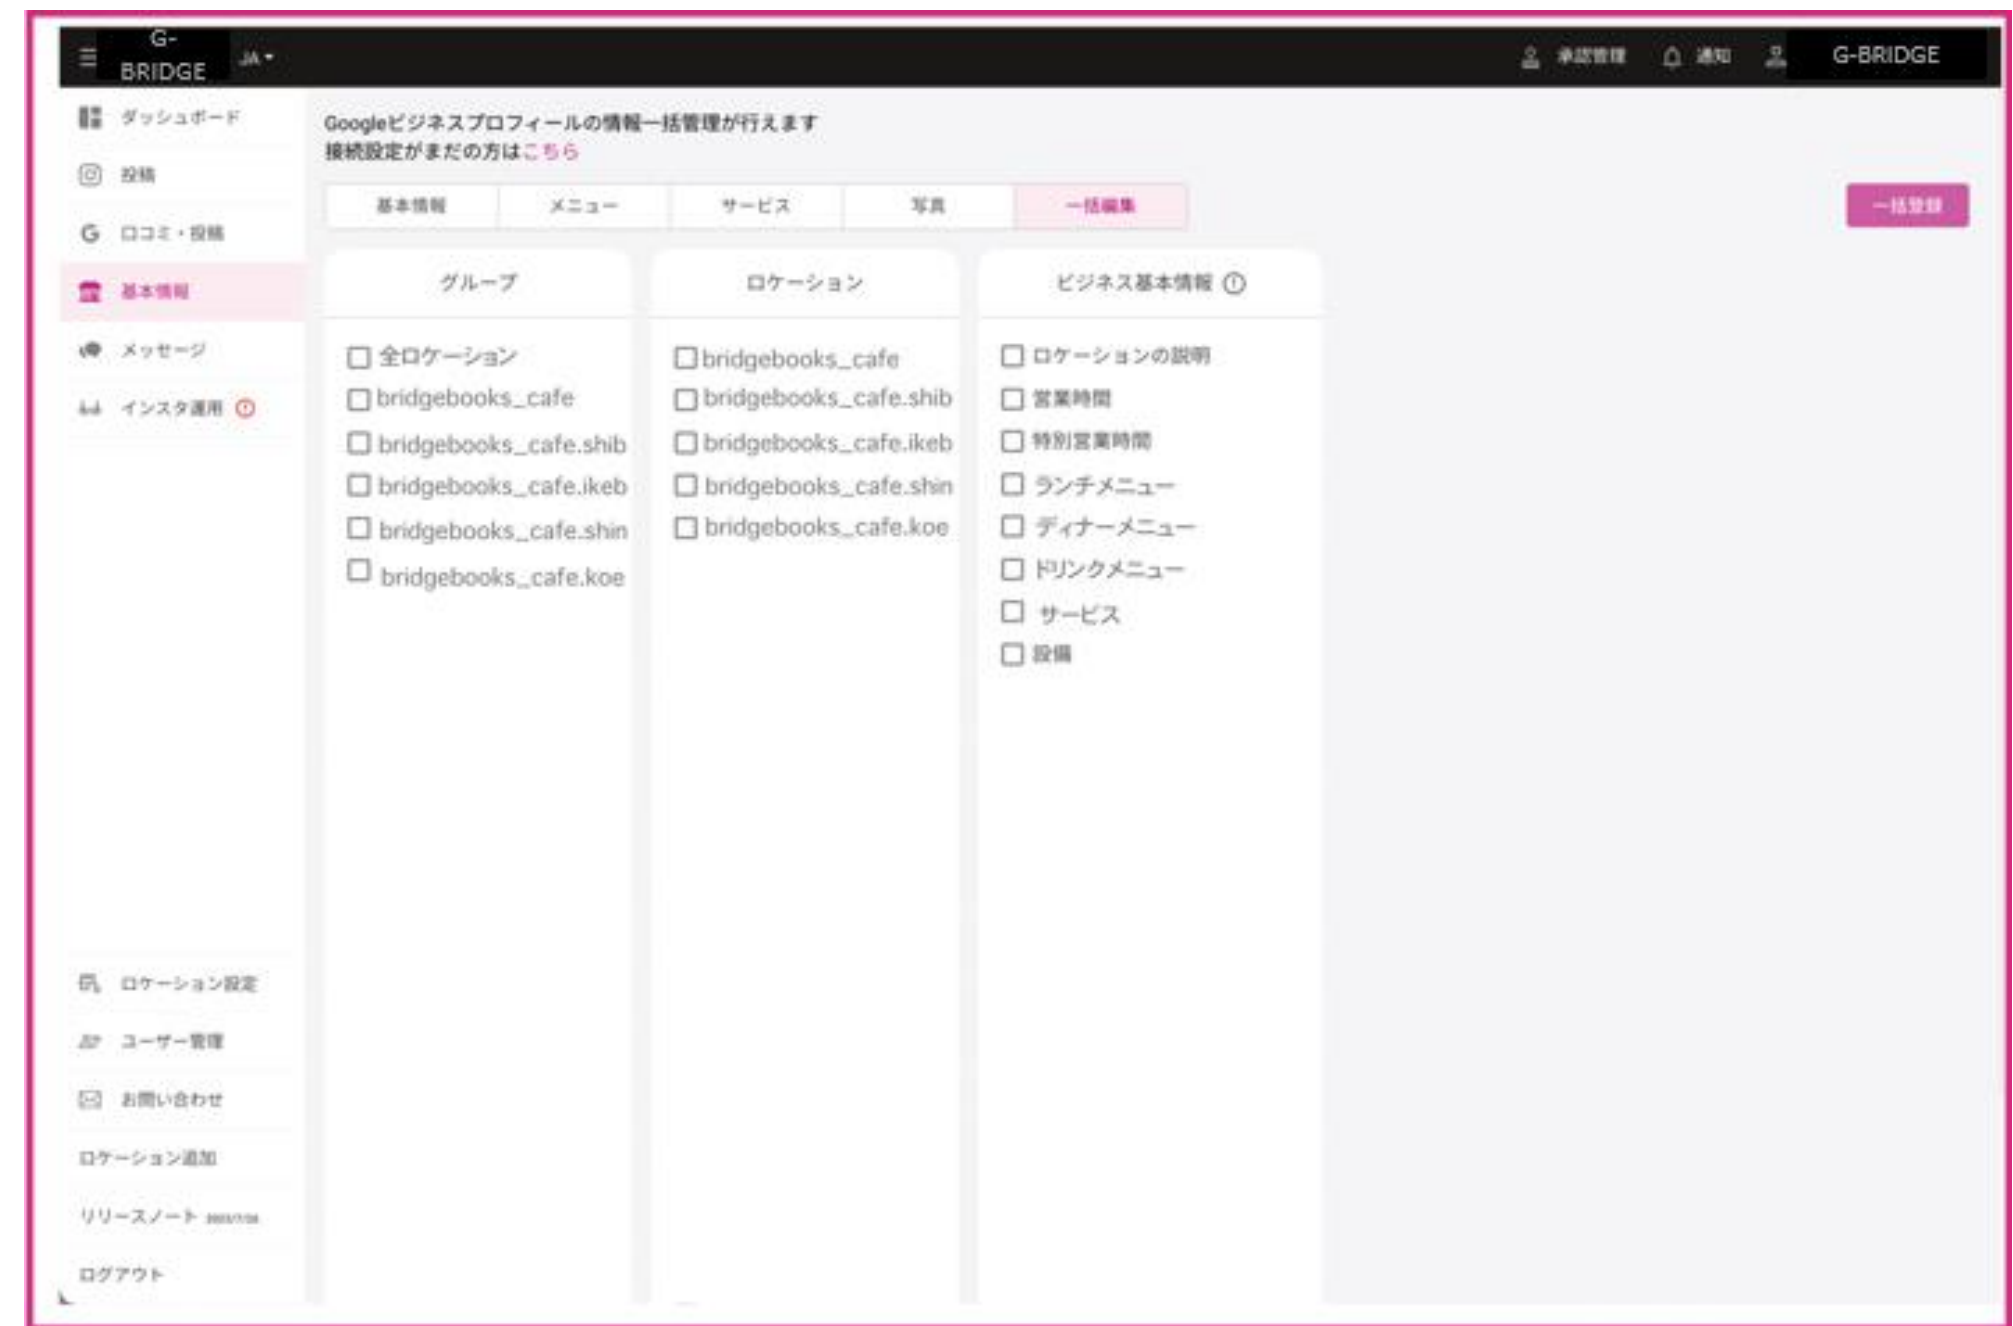 G-
BRIDGE
JA
承認管理
通知
G-BRIDGE
ダッシュボード
投稿
口コミ・投稿
基本情報
メッセージ
インスタ運用
ロケーション設定
ユーザー管理
お問い合わせ
ロケーション追加
リリースノート
ログアウト
Googleビジネスプロフィールの情報一括管理が行えます
接続設定がまだの方はこちら
基本情報
メニュー
サービス
写真
一括編集
一括登録
グループ
全ロケーション
bridgebooks_cafe
bridgebooks_cafe.shib
bridgebooks_cafe.ikeb
bridgebooks_cafe.shin
bridgebooks_cafe.koe
ロケーション
bridgebooks_cafe
bridgebooks_cafe.shib
bridgebooks_cafe.ikeb
bridgebooks_cafe.shin
bridgebooks_cafe.koe
ビジネス基本情報
ロケーションの説明
営業時間
特別営業時間
ランチメニュー
ディナーメニュー
ドリンクメニュー
サービス
設備